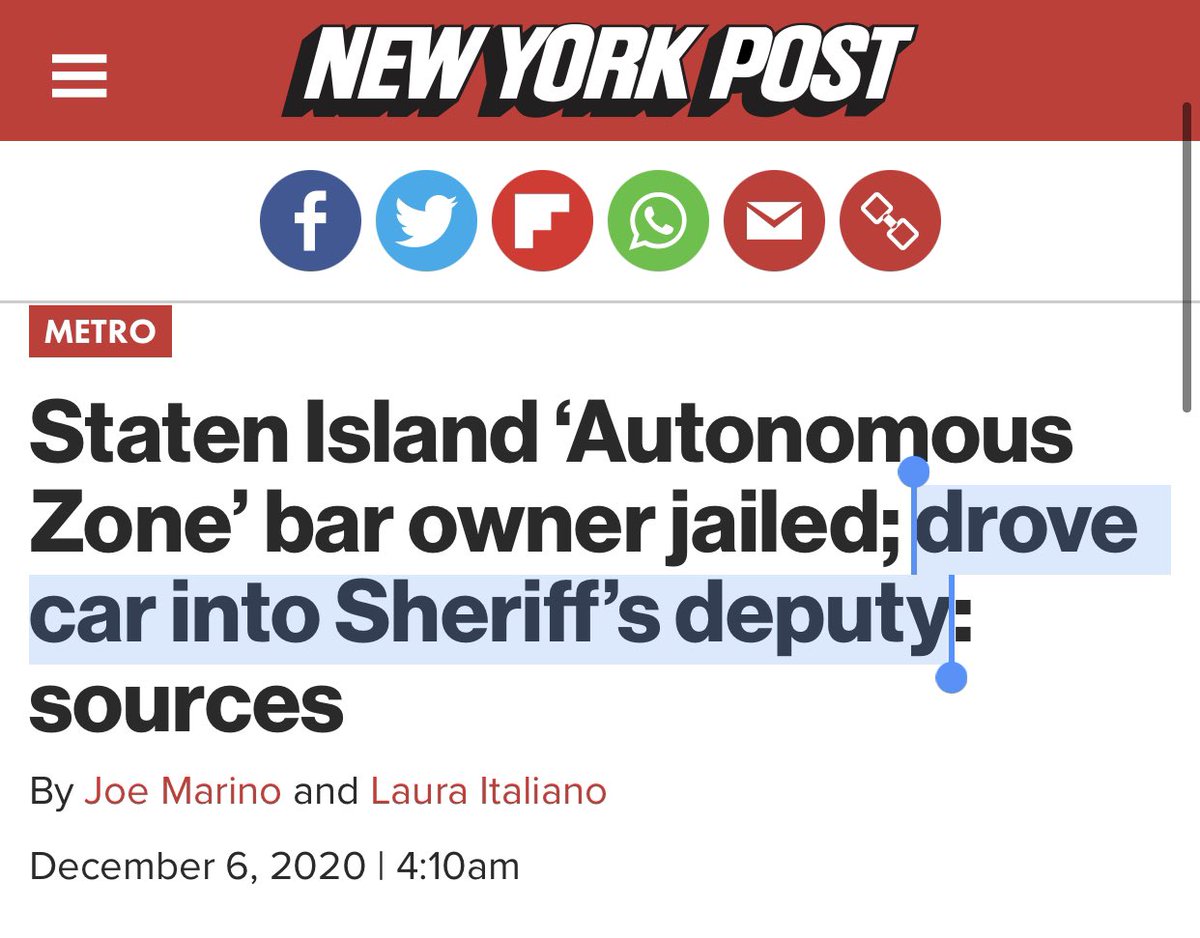 NEW YORK POST
METRO
Staten Island ‘Autonomous
Zone’ bar owner jailed; drove
car into Sheriff’s deputy:
sources
By Joe Marino and Laura Italiano
December 6, 2020 | 4:10am